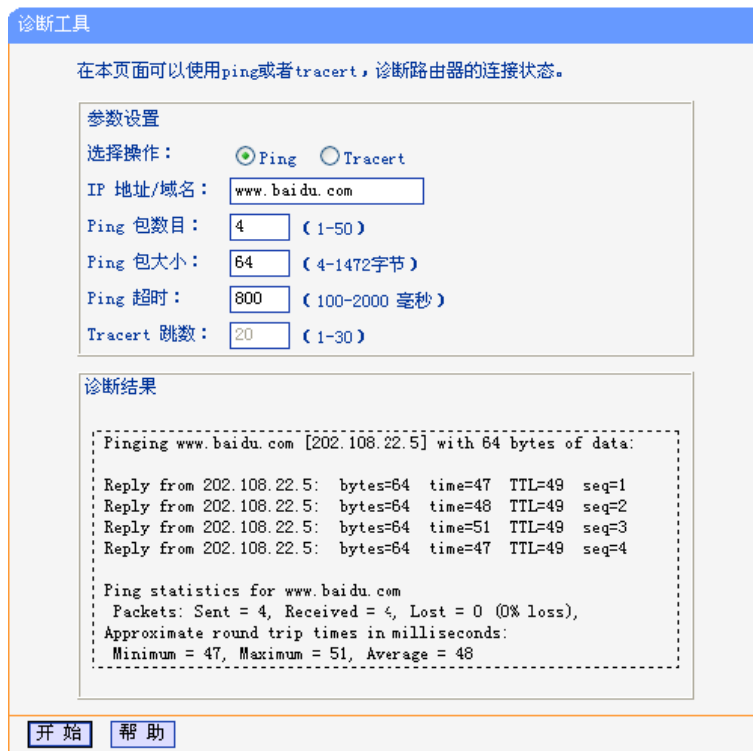 诊断工具
在本页面可以使用ping或者tracert，诊断路由器的连接状态。
参数设置
选择操作： Ping Tracert
IP 地址/域名： www.baidu.com
Ping 包数目： 4 （1-50）
Ping 包大小： 64 （4-1472字节）
Ping 超时： 800 （100-2000 毫秒）
Tracert 跳数： 20 （1-30）
诊断结果
Pinging www.baidu.com [202.108.22.5] with 64 bytes of data:
Reply from 202.108.22.5: bytes=64 time=47 TTL=49 seq=1
Reply from 202.108.22.5: bytes=64 time=48 TTL=49 seq=2
Reply from 202.108.22.5: bytes=64 time=51 TTL=49 seq=3
Reply from 202.108.22.5: bytes=64 time=47 TTL=49 seq=4
Ping statistics for www.baidu.com
Packets: Sent = 4, Received = 4, Lost = 0 (0% loss),
Approximate round trip times in milliseconds:
Minimum = 47, Maximum = 51, Average = 48
开 始 帮 助